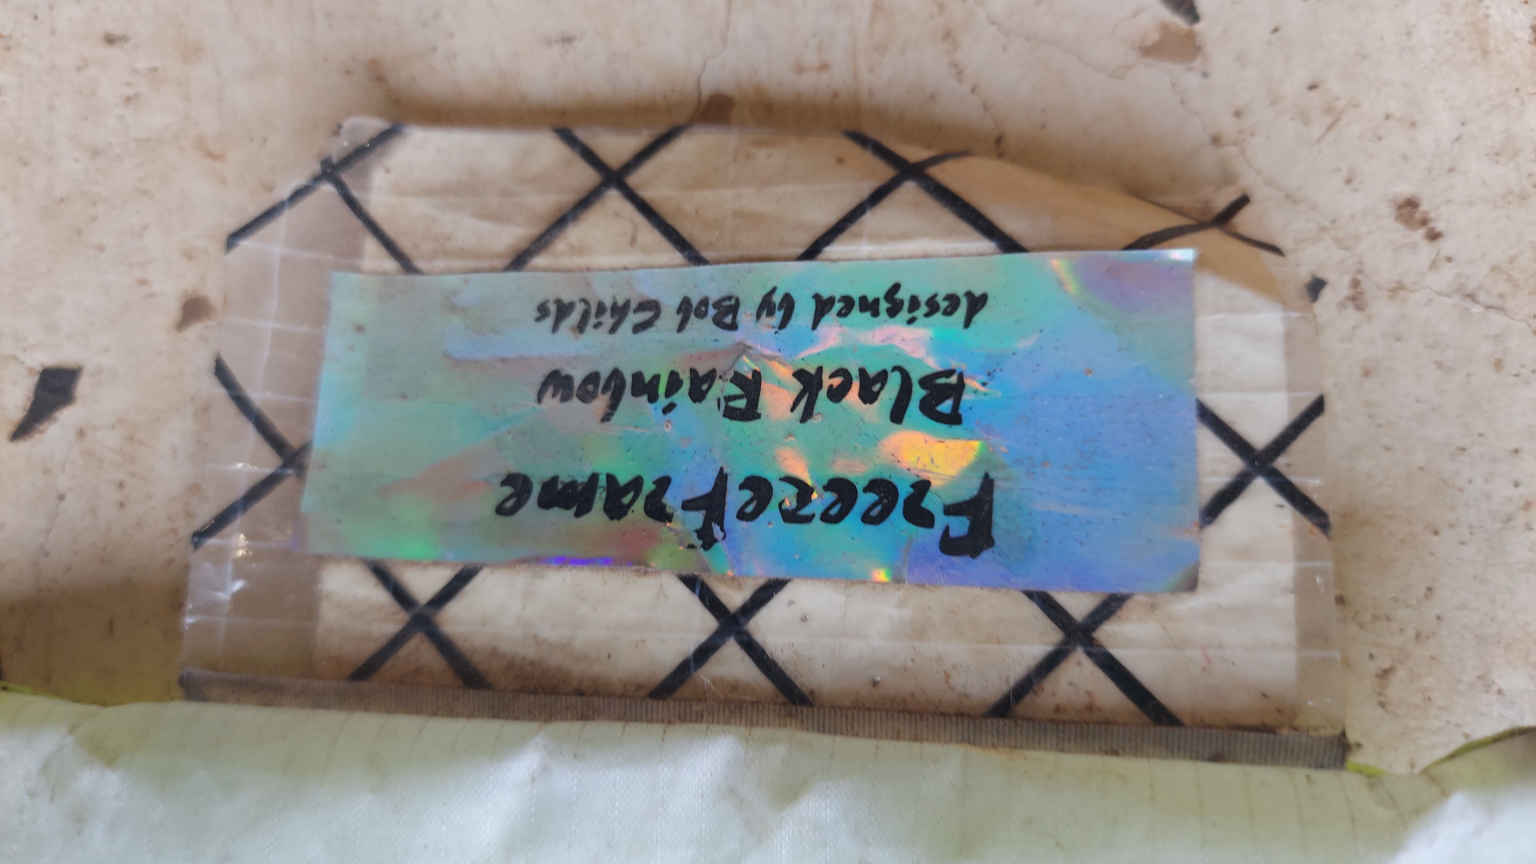 FreezeFrame
Black Rainbow
designed by Bob Childs